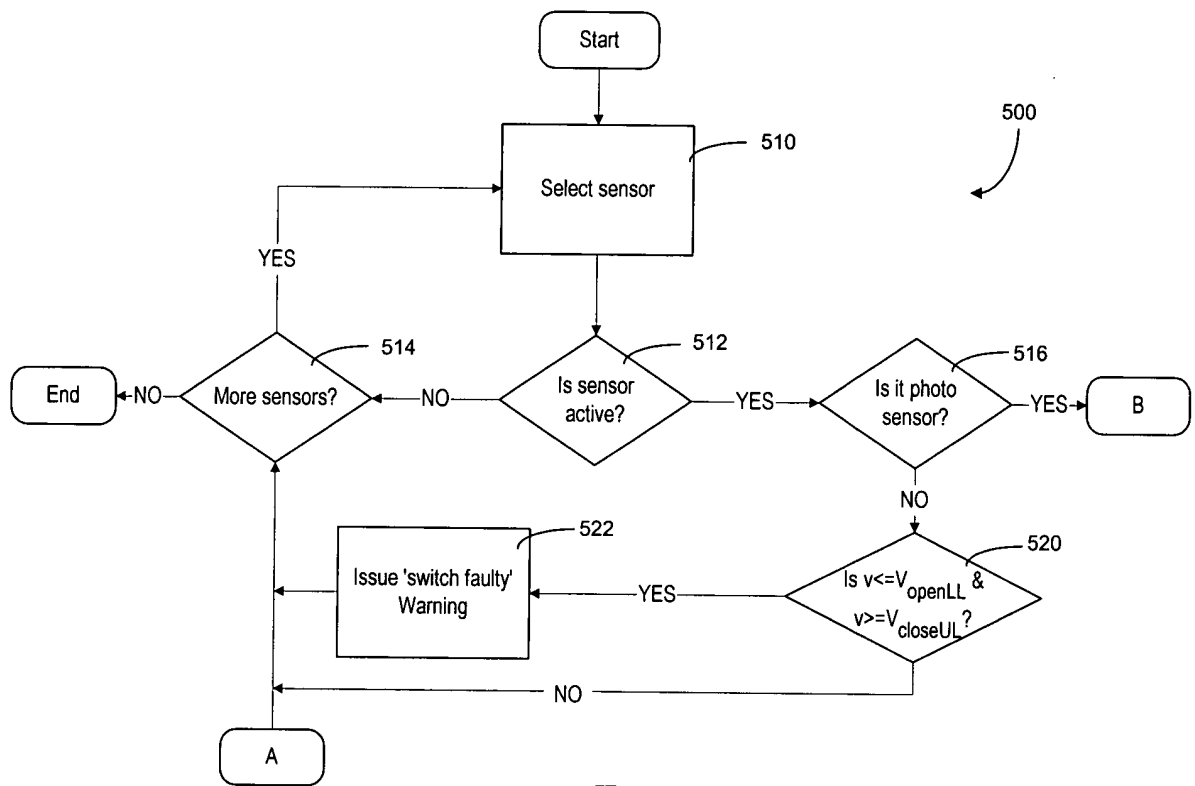 Start
500
510
Select sensor
YES
514
512
516
End
NO
More sensors?
NO
Is sensor
active?
YES
Is it photo
sensor?
YES
B
NO
522
520
Issue 'switch faulty'
Warning
YES
Is v<=VopenLL &
v>=VcloseUL?
NO
A